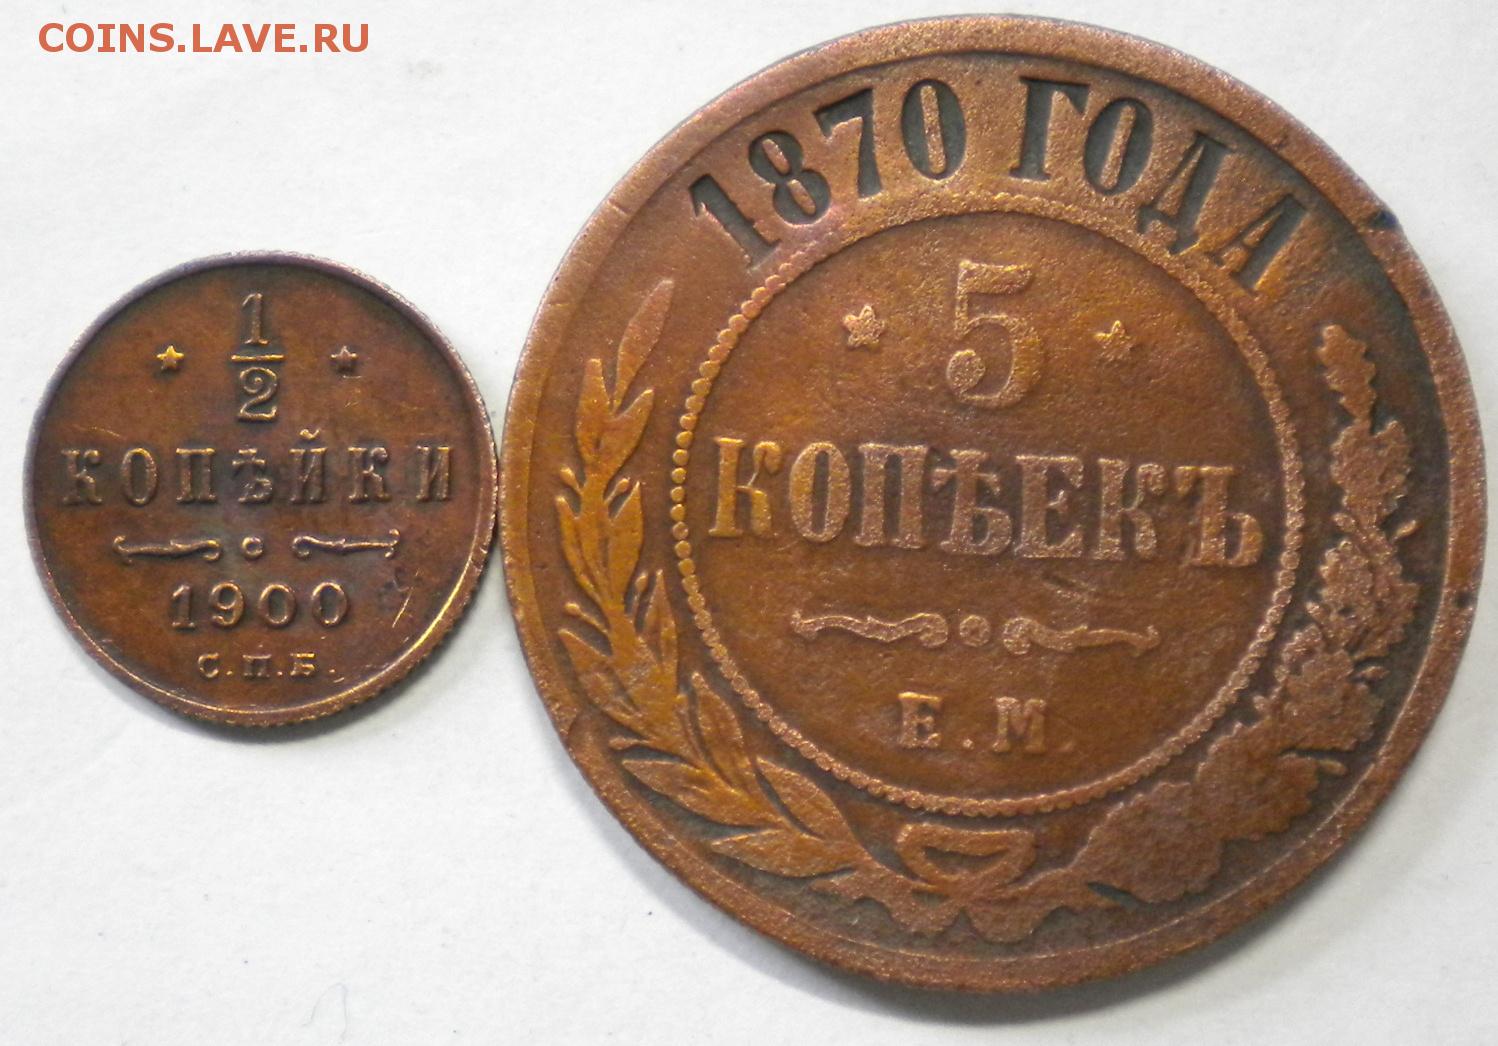 COINS.LAVE.RU
1/2
КОПѢЙКИ
1900
С.П.Б.
1870 ГОДА
5
КОПѢЕКЪ
Е.М.